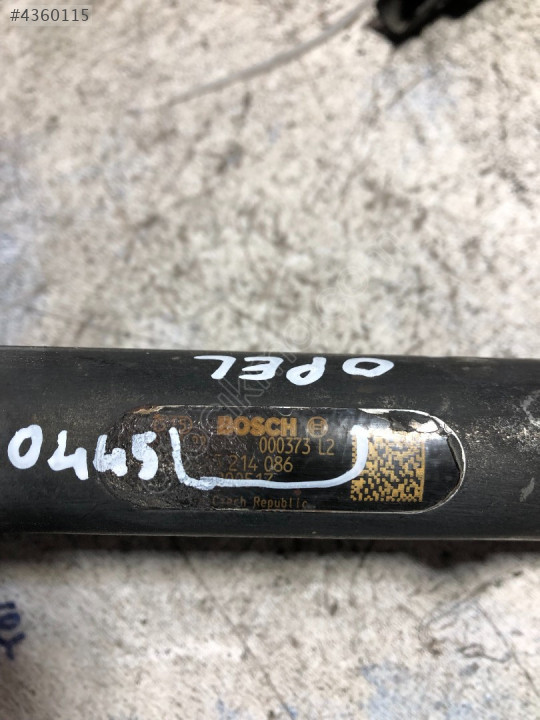 #4360115
OPEL
BOSCH
000373 L2
0445
214 086
Czech Republic